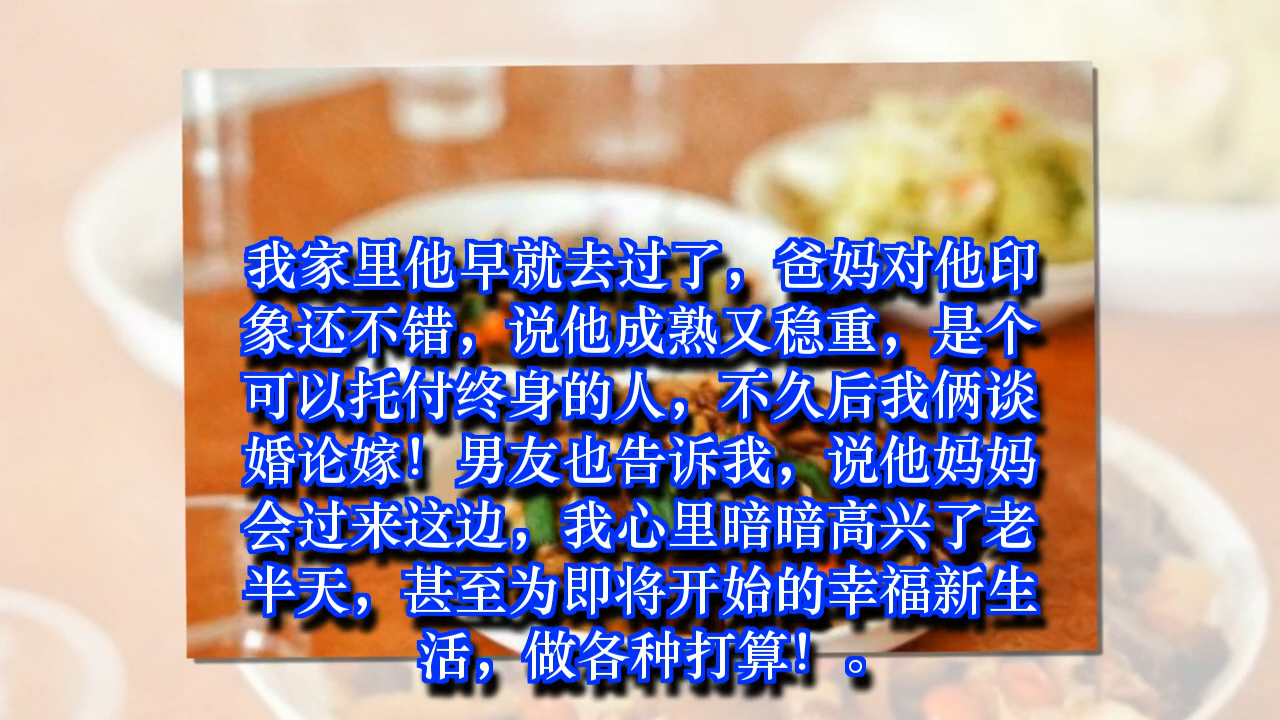 我家里他早就去过了，爸妈对他印
象还不错，说他成熟又稳重，是个
可以托付终身的人，不久后我俩谈
婚论嫁！男友也告诉我，说他妈妈
会过来这边，我心里暗暗高兴了老
半天，甚至为即将开始的幸福新生
活，做各种打算！。